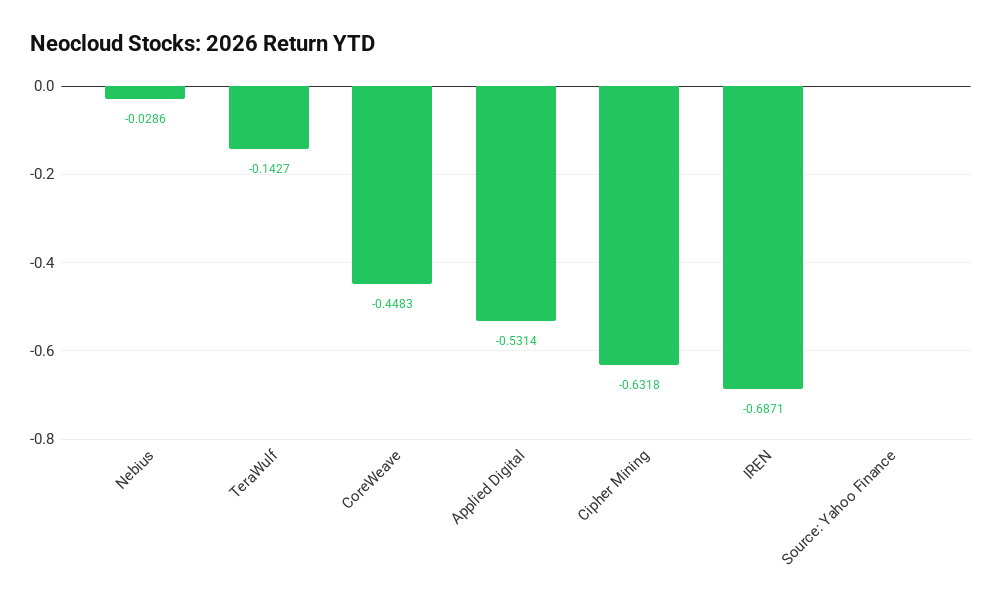 Neocloud Stocks: 2026 Return YTD
0.0
-0.2
-0.4
-0.6
-0.8
-0.0286
-0.1427
-0.4483
-0.5314
-0.6318
-0.6871
Nebius
TeraWulf
CoreWeave
Applied Digital
Cipher Mining
IREN
Source: Yahoo Finance